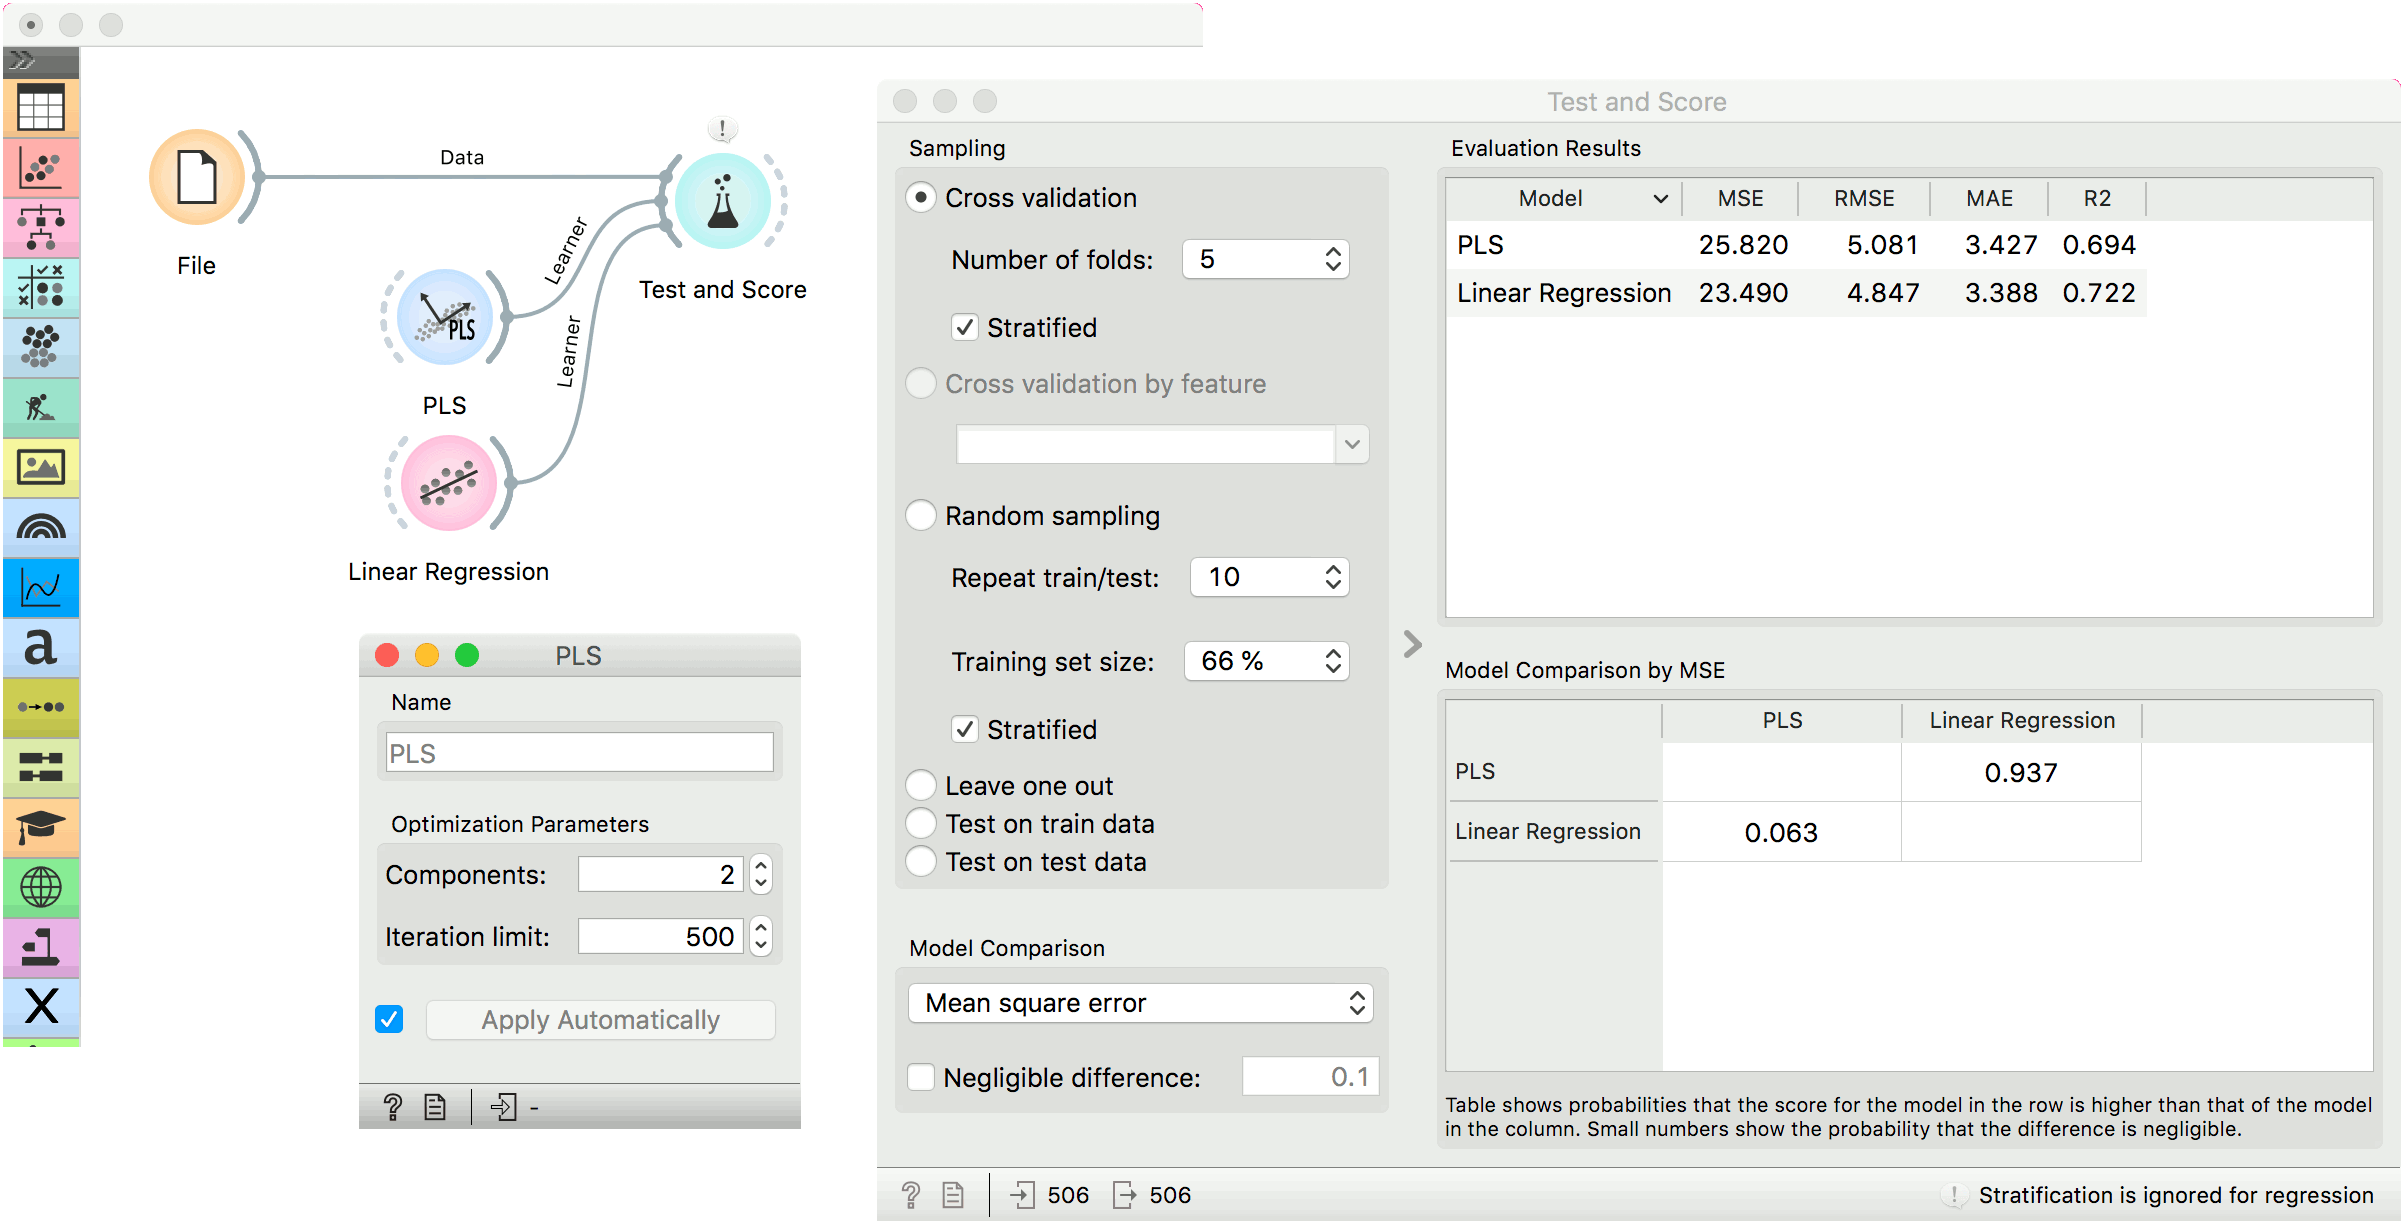 Data
Learner
Learner
File
Test and Score
PLS
PLS
Linear Regression
a
X
PLS
Name
PLS
Optimization Parameters
Components: 2
Iteration limit: 500
Apply Automatically
? -
Test and Score
Sampling
Cross validation
Number of folds: 5
Stratified
Cross validation by feature
Random sampling
Repeat train/test: 10
Training set size: 66 %
Stratified
Leave one out
Test on train data
Test on test data
Model Comparison
Mean square error
Negligible difference: 0.1
Evaluation Results
Model MSE RMSE MAE R2
PLS 25.820 5.081 3.427 0.694
Linear Regression 23.490 4.847 3.388 0.722
Model Comparison by MSE
PLS Linear Regression
PLS 0.937
Linear Regression 0.063
Table shows probabilities that the score for the model in the row is higher than that of the model
in the column. Small numbers show the probability that the difference is negligible.
? 506 506
! Stratification is ignored for regression